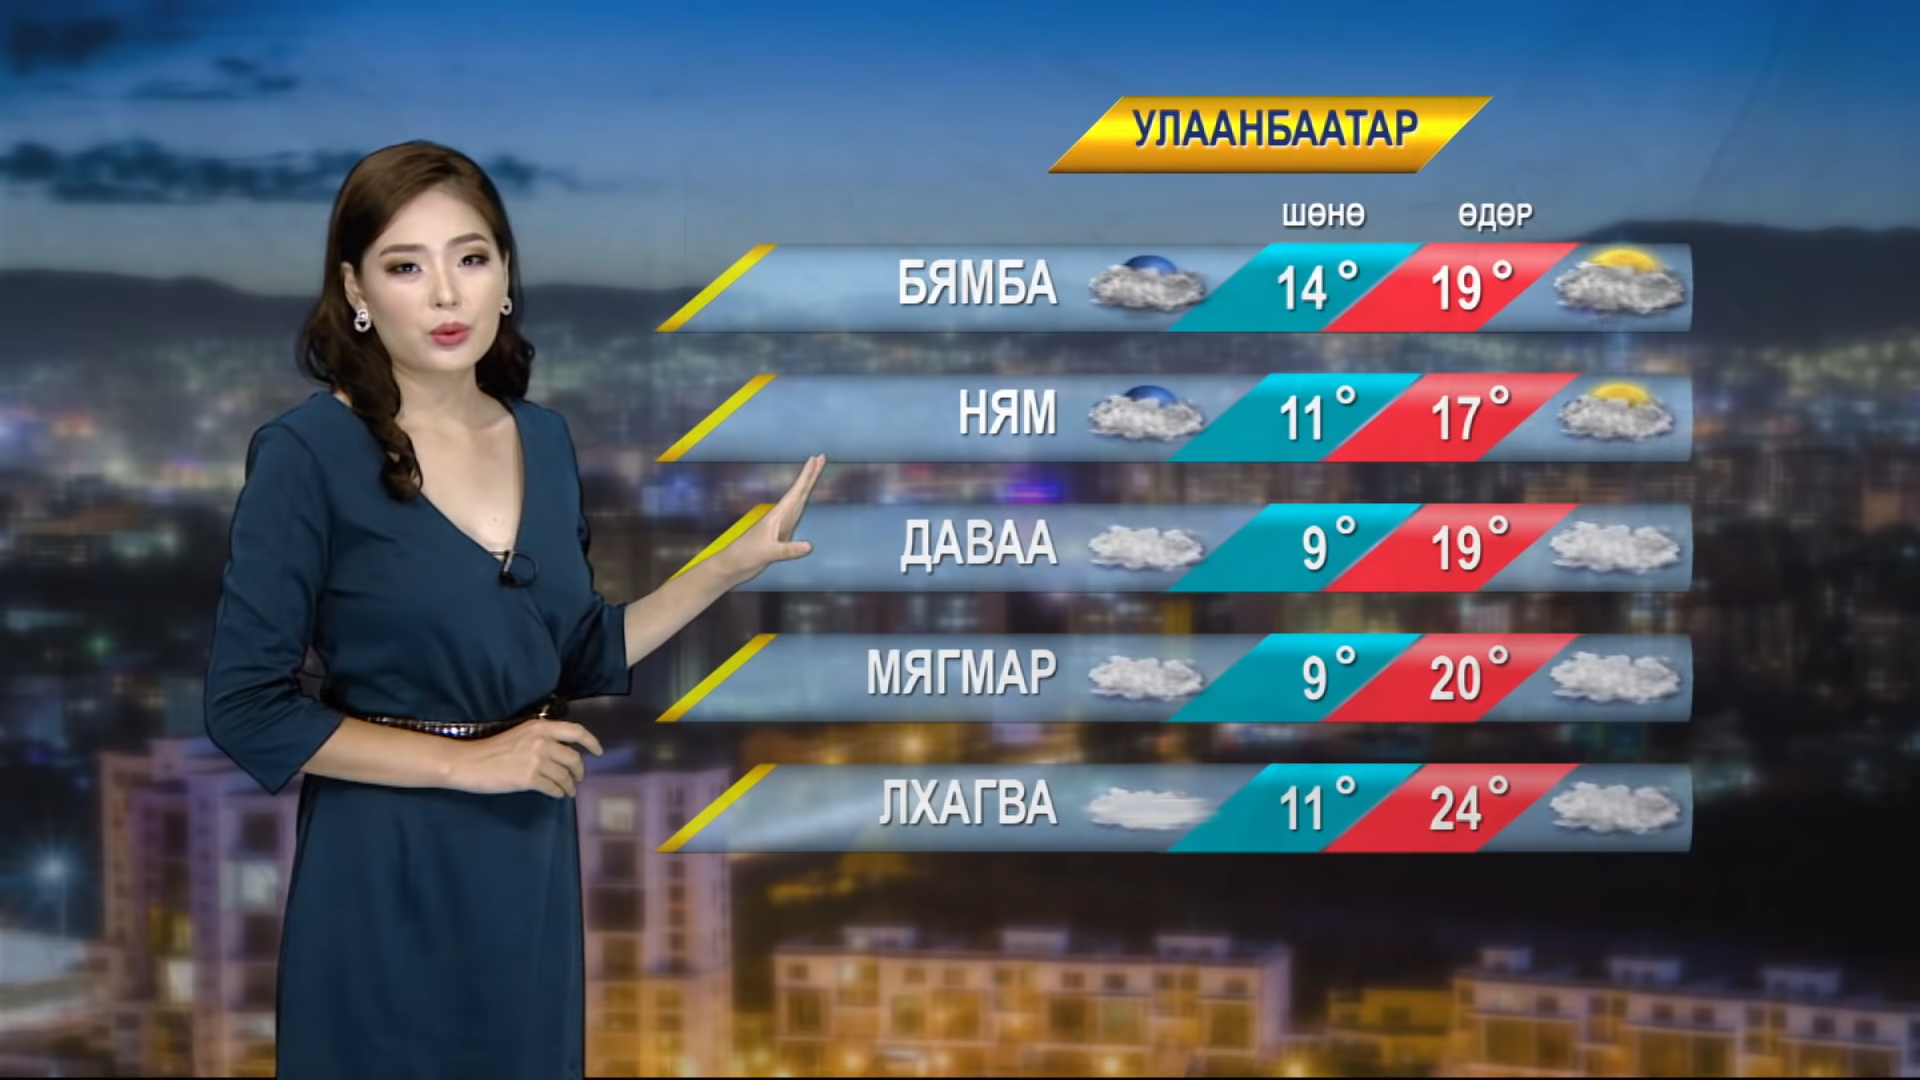 УЛААНБААТАР
ШӨНӨ ӨДӨР
БЯМБА 14° 19°
НЯМ 11° 17°
ДАВАА 9° 19°
МЯГМАР 9° 20°
ЛХАГВА 11° 24°